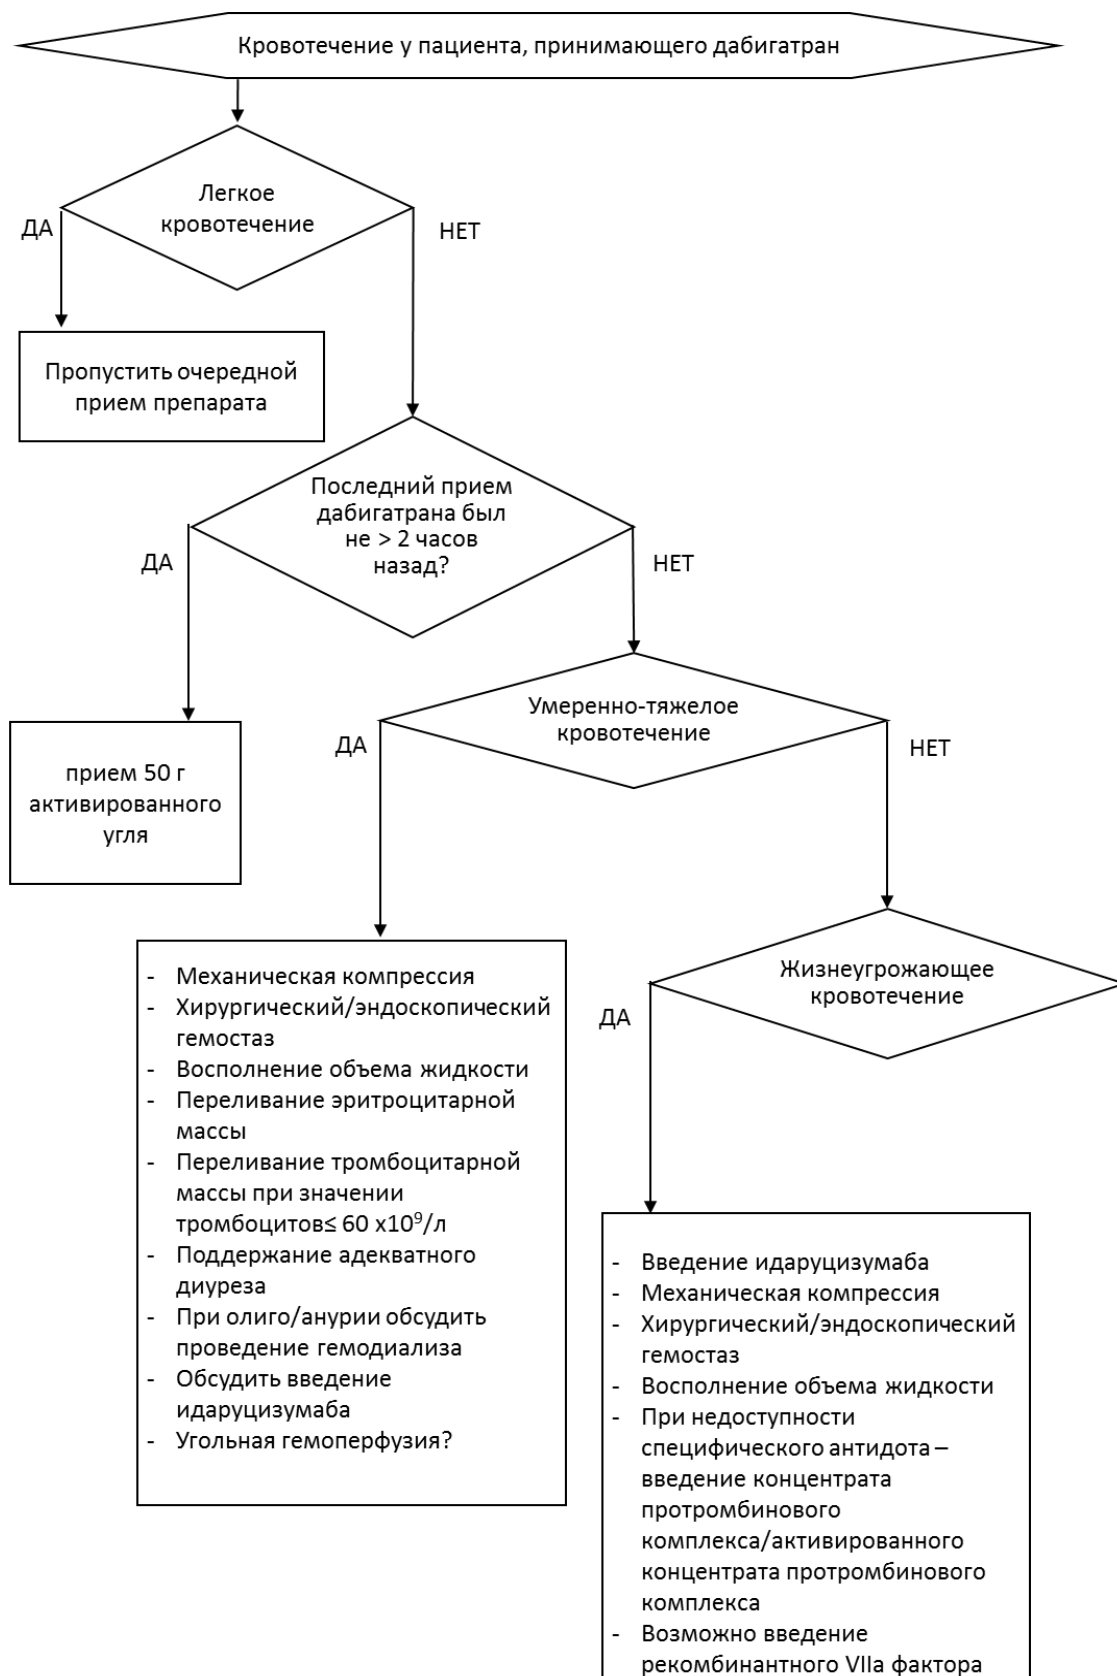 Кровотечение у пациента, принимающего дабигатран
Легкое
кровотечение
ДА
НЕТ
Пропустить очередной
прием препарата
Последний прием
дабигатрана был
не > 2 часов
назад?
ДА
НЕТ
прием 50 г
активированного
угля
Умеренно-тяжелое
кровотечение
ДА
НЕТ
- Механическая компрессия
- Хирургический/эндоскопический
гемостаз
- Восполнение объема жидкости
- Переливание эритроцитарной
массы
- Переливание тромбоцитарной
массы при значении
тромбоцитов≤ 60 х10⁹/л
- Поддержание адекватного
диуреза
- При олиго/анурии обсудить
проведение гемодиализа
- Обсудить введение
идаруцизумаба
- Угольная гемоперфузия?
Жизнеугрожающее
кровотечение
ДА
- Введение идаруцизумаба
- Механическая компрессия
- Хирургический/эндоскопический
гемостаз
- Восполнение объема жидкости
- При недоступности
специфического антидота –
введение концентрата
протромбинового
комплекса/активированного
концентрата протромбинового
комплекса
- Возможно введение
рекомбинантного VIIa фактора